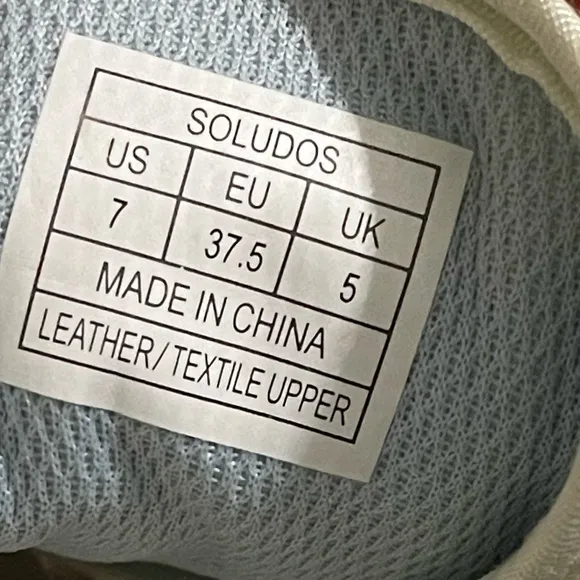 SOLUDOS
US EU UK
7 37.5 5
MADE IN CHINA
LEATHER/TEXTILE UPPER